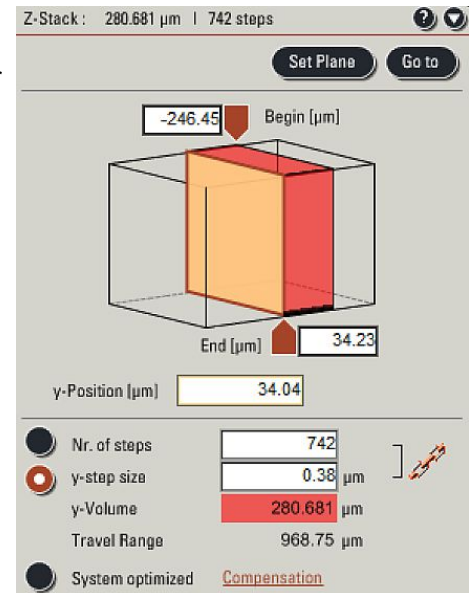 Z-Stack : 280.681 µm | 742 steps ?
Set Plane Go to
-246.45 Begin [µm]
End [µm] 34.23
y-Position [µm] 34.04
Nr. of steps 742
y-step size 0.38 µm
y-Volume 280.681 µm
Travel Range 968.75 µm
System optimized Compensation